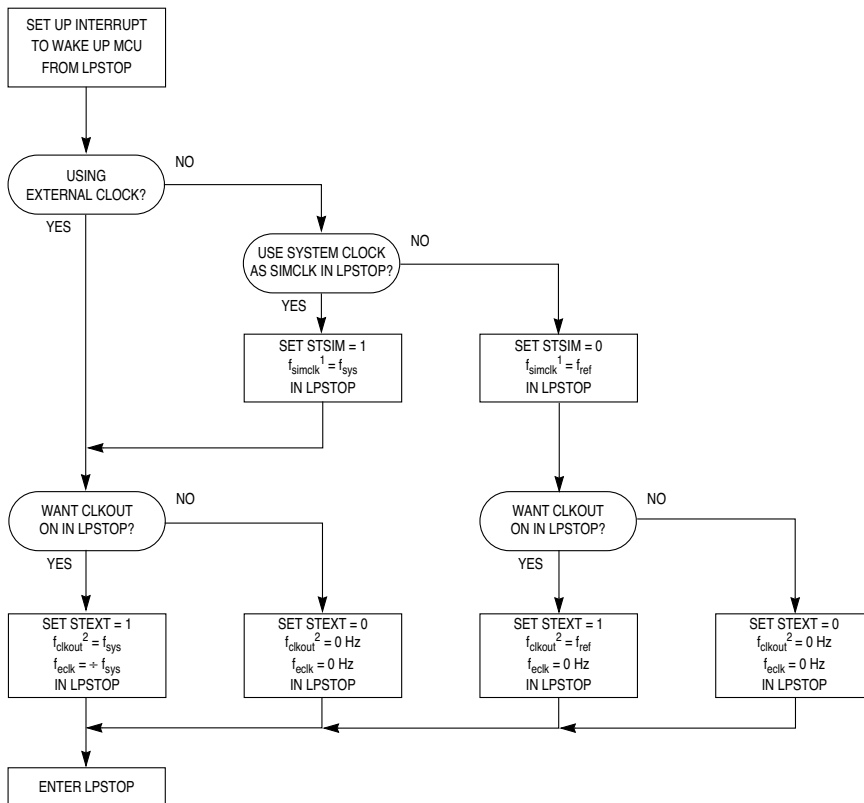 SET UP INTERRUPT
TO WAKE UP MCU
FROM LPSTOP
USING
EXTERNAL CLOCK?
NO
YES
USE SYSTEM CLOCK
AS SIMCLK IN LPSTOP?
NO
YES
SET STSIM = 1
fsimclk1 = fsys
IN LPSTOP
SET STSIM = 0
fsimclk1 = fref
IN LPSTOP
WANT CLKOUT
ON IN LPSTOP?
NO
YES
WANT CLKOUT
ON IN LPSTOP?
NO
YES
SET STEXT = 1
fclkout2 = fsys
feclk = ÷ fsys
IN LPSTOP
SET STEXT = 0
fclkout2 = 0 Hz
feclk = 0 Hz
IN LPSTOP
SET STEXT = 1
fclkout2 = fref
feclk = 0 Hz
IN LPSTOP
SET STEXT = 0
fclkout2 = 0 Hz
feclk = 0 Hz
IN LPSTOP
ENTER LPSTOP